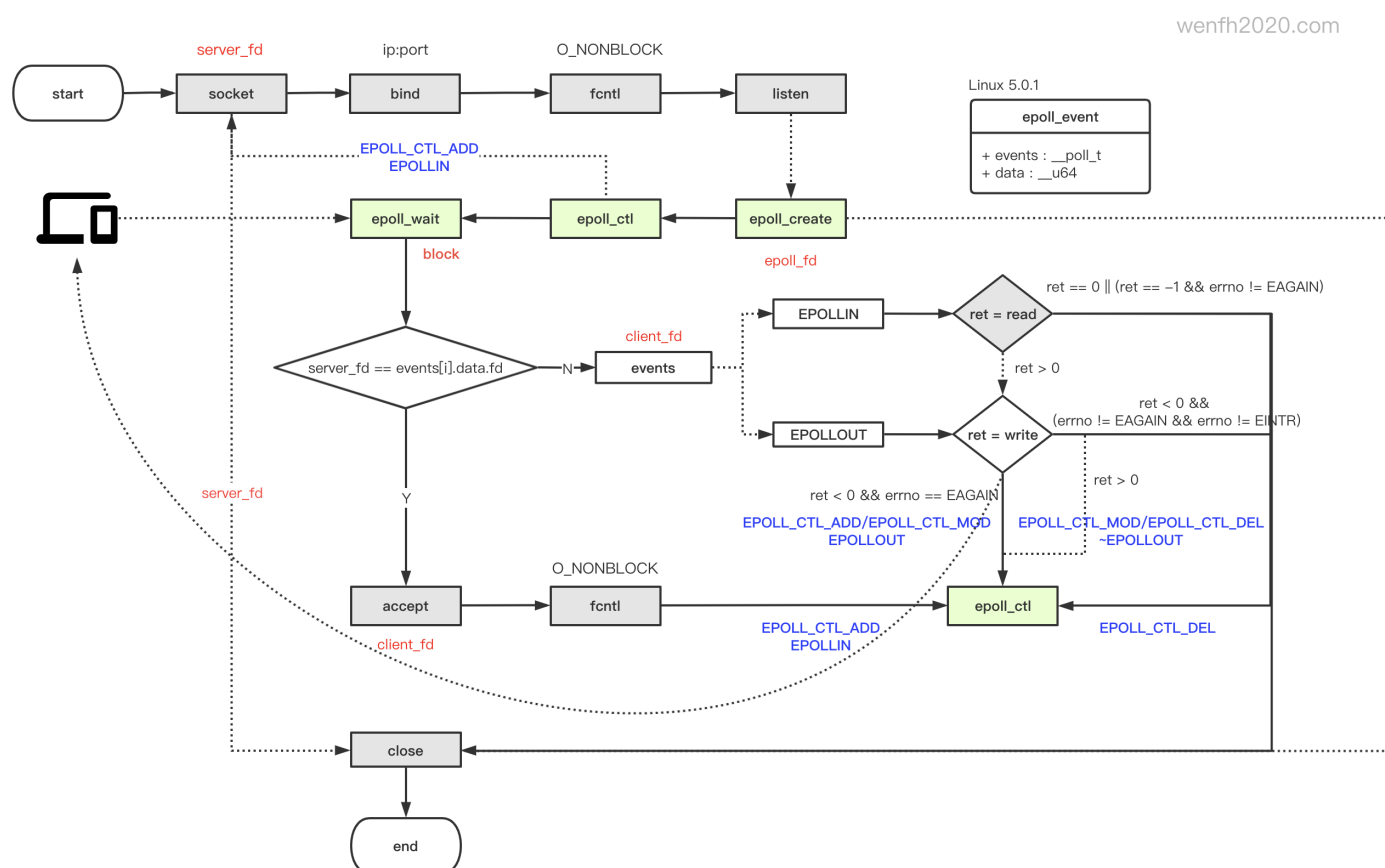 wenfh2020.com
server_fd
ip:port
O_NONBLOCK
start
socket
bind
fcntl
listen
Linux 5.0.1
epoll_event
+ events : __poll_t
+ data : __u64
EPOLL_CTL_ADD
EPOLLIN
epoll_wait
epoll_ctl
epoll_create
block
epoll_fd
ret == 0 || (ret == -1 && errno != EAGAIN)
EPOLLIN
ret = read
client_fd
server_fd == events[i].data.fd
N
events
ret > 0
ret < 0 &&
(errno != EAGAIN && errno != EINTR)
EPOLLOUT
ret = write
ret > 0
server_fd
Y
ret < 0 && errno == EAGAIN
EPOLL_CTL_ADD/EPOLL_CTL_MOD
EPOLLOUT
EPOLL_CTL_MOD/EPOLL_CTL_DEL
~EPOLLOUT
O_NONBLOCK
accept
fcntl
epoll_ctl
EPOLL_CTL_ADD
EPOLLIN
EPOLL_CTL_DEL
client_fd
close
end